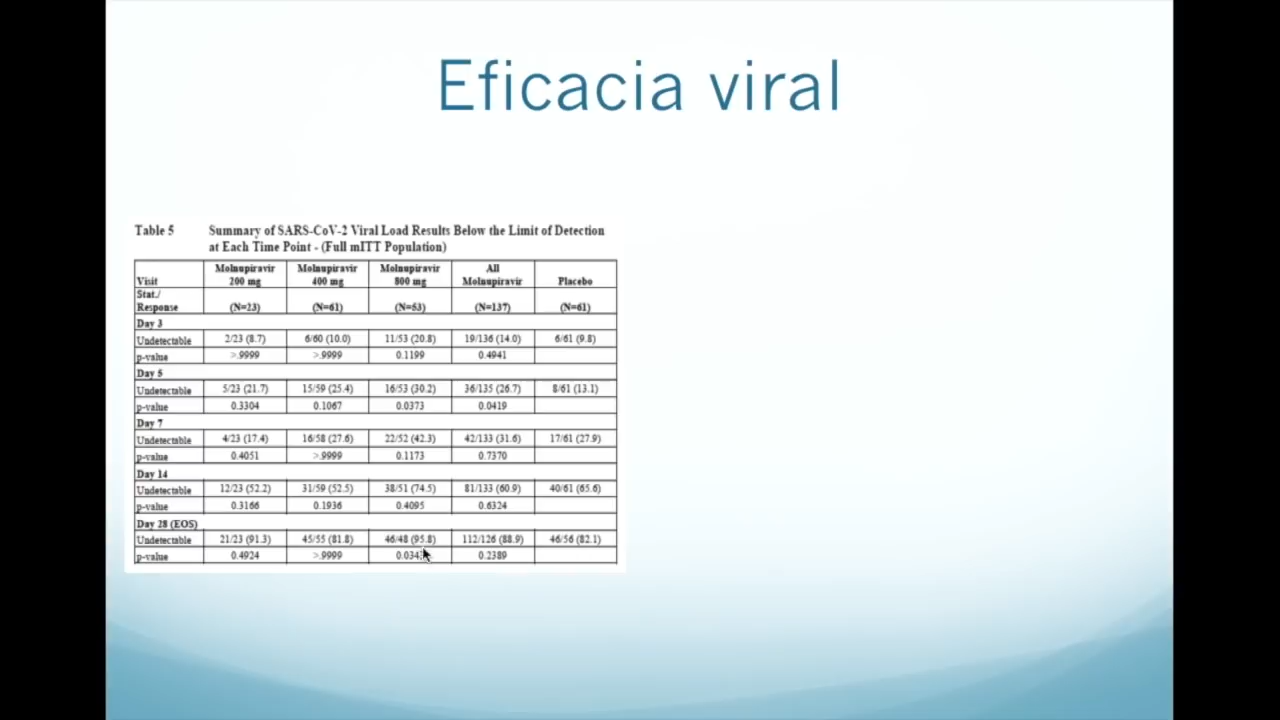 Eficacia viral
Table 5 Summary of SARS-CoV-2 Viral Load Results Below the Limit of Detection
at Each Time Point - (Full mITT Population)
Visit Molnupiravir 200 mg Molnupiravir 400 mg Molnupiravir 800 mg All Molnupiravir Placebo
Stat./ Response (N=23) (N=61) (N=53) (N=137) (N=61)
Day 3
Undetectable 2/23 (8.7) 6/60 (10.0) 11/53 (20.8) 19/136 (14.0) 6/61 (9.8)
p-value >.9999 >.9999 0.1199 0.4941
Day 5
Undetectable 5/23 (21.7) 15/59 (25.4) 16/53 (30.2) 36/135 (26.7) 8/61 (13.1)
p-value 0.3304 0.1067 0.0373 0.0419
Day 7
Undetectable 4/23 (17.4) 16/58 (27.6) 22/52 (42.3) 42/133 (31.6) 17/61 (27.9)
p-value 0.4051 >.9999 0.1173 0.7370
Day 14
Undetectable 12/23 (52.2) 31/59 (52.5) 38/51 (74.5) 81/133 (60.9) 40/61 (65.6)
p-value 0.3166 0.1936 0.4095 0.6324
Day 28 (EOS)
Undetectable 21/23 (91.3) 45/55 (81.8) 46/48 (95.8) 112/126 (88.9) 46/56 (82.1)
p-value 0.4924 >.9999 0.2389